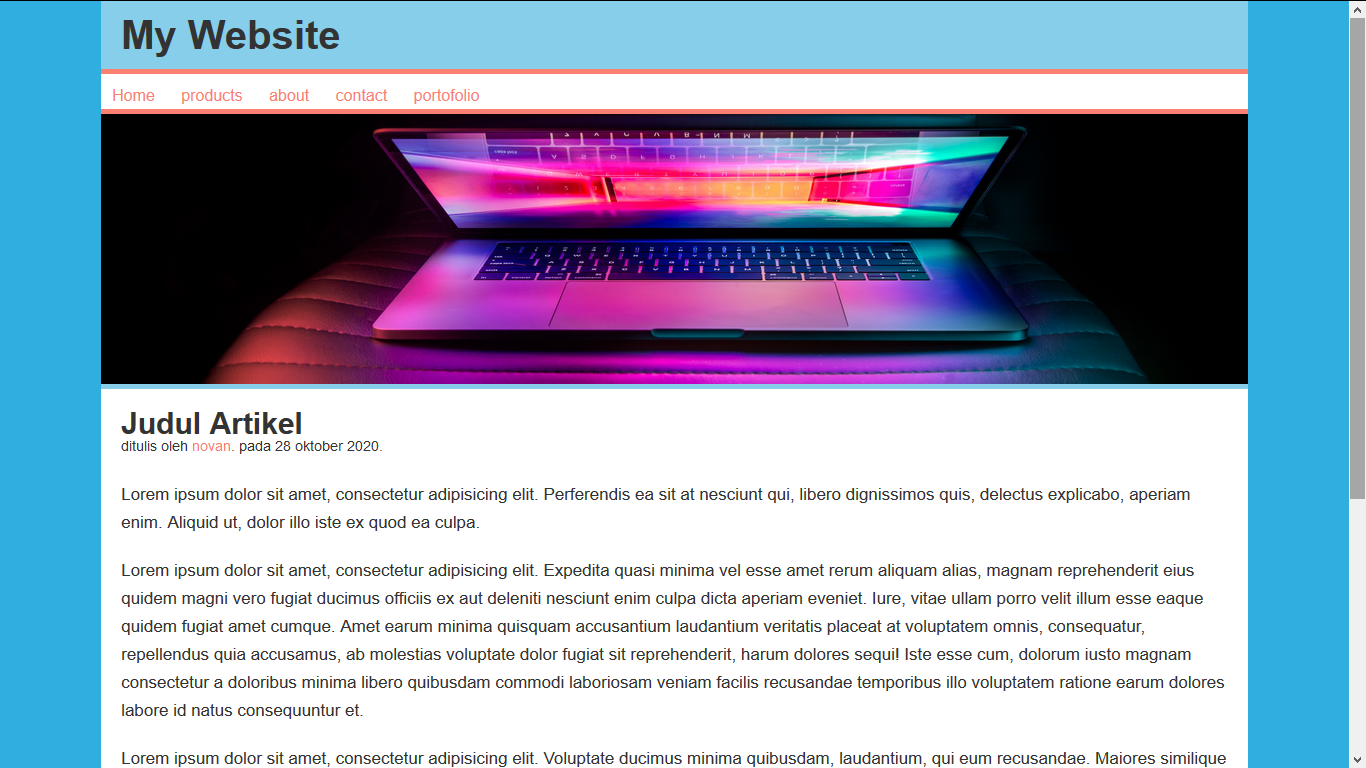 My Website
Home products about contact portofolio
Judul Artikel
ditulis oleh novan. pada 28 oktober 2020.
Lorem ipsum dolor sit amet, consectetur adipisicing elit. Perferendis ea sit at nesciunt qui, libero dignissimos quis, delectus explicabo, aperiam
enim. Aliquid ut, dolor illo iste ex quod ea culpa.
Lorem ipsum dolor sit amet, consectetur adipisicing elit. Expedita quasi minima vel esse amet rerum aliquam alias, magnam reprehenderit eius
quidem magni vero fugiat ducimus officiis ex aut deleniti nesciunt enim culpa dicta aperiam eveniet. Iure, vitae ullam porro velit illum esse eaque
quidem fugiat amet cumque. Amet earum minima quisquam accusantium laudantium veritatis placeat at voluptatem omnis, consequatur,
repellendus quia accusamus, ab molestias voluptate dolor fugiat sit reprehenderit, harum dolores sequi! Iste esse cum, dolorum iusto magnam
consectetur a doloribus minima libero quibusdam commodi laboriosam veniam facilis recusandae temporibus illo voluptatem ratione earum dolores
labore id natus consequuntur et.
Lorem ipsum dolor sit amet, consectetur adipisicing elit. Voluptate ducimus minima quibusdam, laudantium, qui eum recusandae. Maiores similique